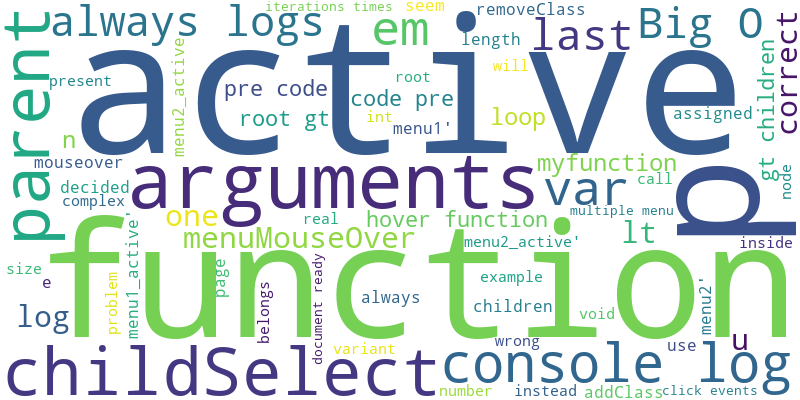 iterations times
seem
removeClass
always logs
em
length
last
Big O
correct
parent
active
menu2_active
present
pre code
root
code pre
will
loop
root gt
int
menu1'
assigned
gt children
n
mouseover
decided
complex
arguments
myfunction
var
call
p
node
one
real
hover function
multiple menu
lt
menuMouseOver
menu2_active'
inside
function
menu1_active'
size
e
page
problem
belongs
document ready
example
always
children
void
menu2'
log
variant
wrong
use
u
childSelect
console log
number
instead
addClass
click events